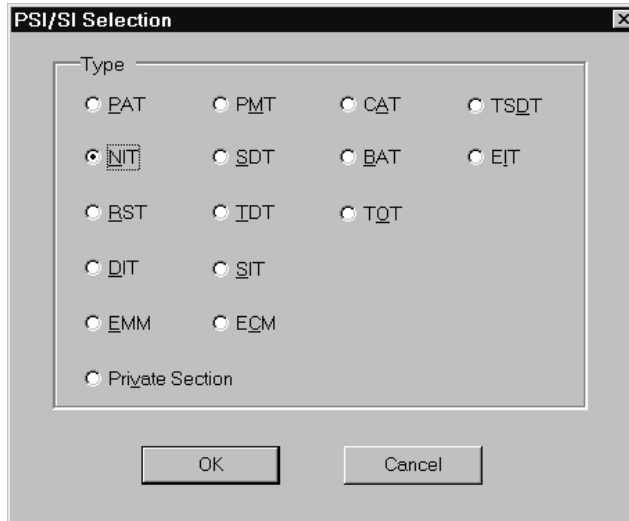 PSI/SI Selection
Type
PAT PMT CAT TSDT
NIT SDT BAT EIT
RST TDT TOT
DIT SIT
EMM ECM
Private Section
OK Cancel